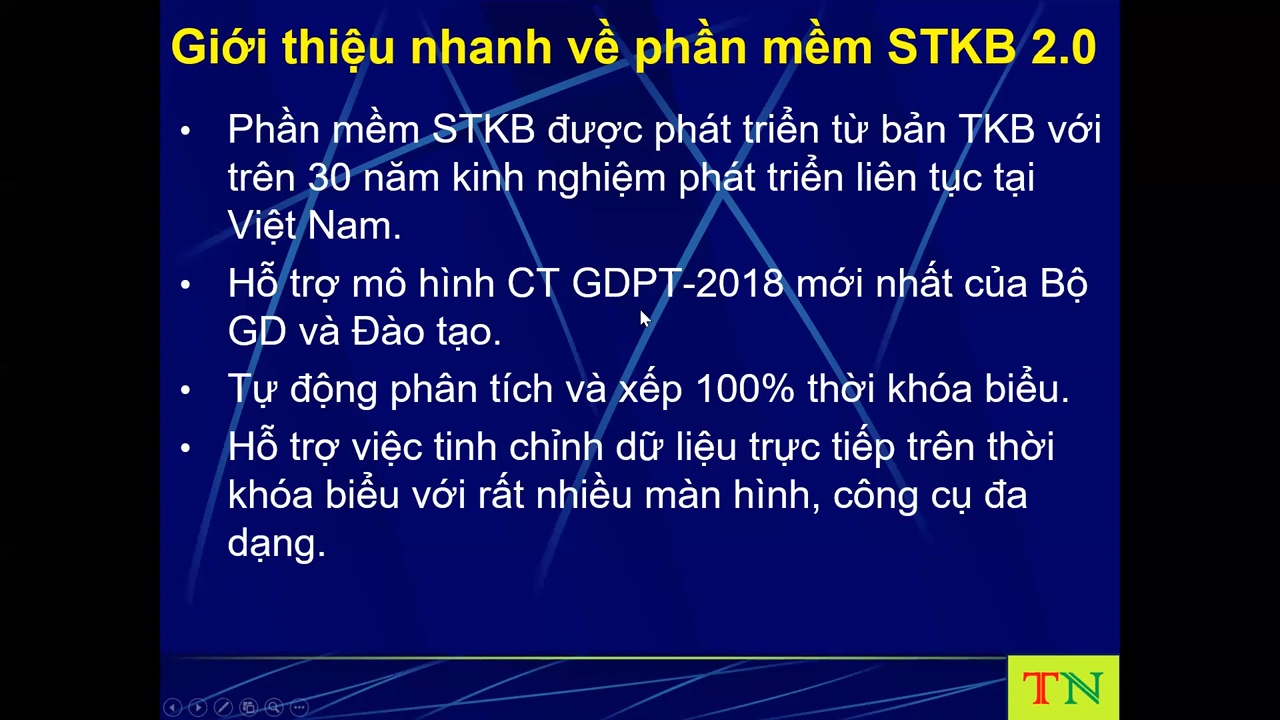 Giới thiệu nhanh về phần mềm STKB 2.0
• Phần mềm STKB được phát triển từ bản TKB với
trên 30 năm kinh nghiệm phát triển liên tục tại
Việt Nam.
• Hỗ trợ mô hình CT GDPT-2018 mới nhất của Bộ
GD và Đào tạo.
• Tự động phân tích và xếp 100% thời khóa biểu.
• Hỗ trợ việc tinh chỉnh dữ liệu trực tiếp trên thời
khóa biểu với rất nhiều màn hình, công cụ đa
dạng.
TN